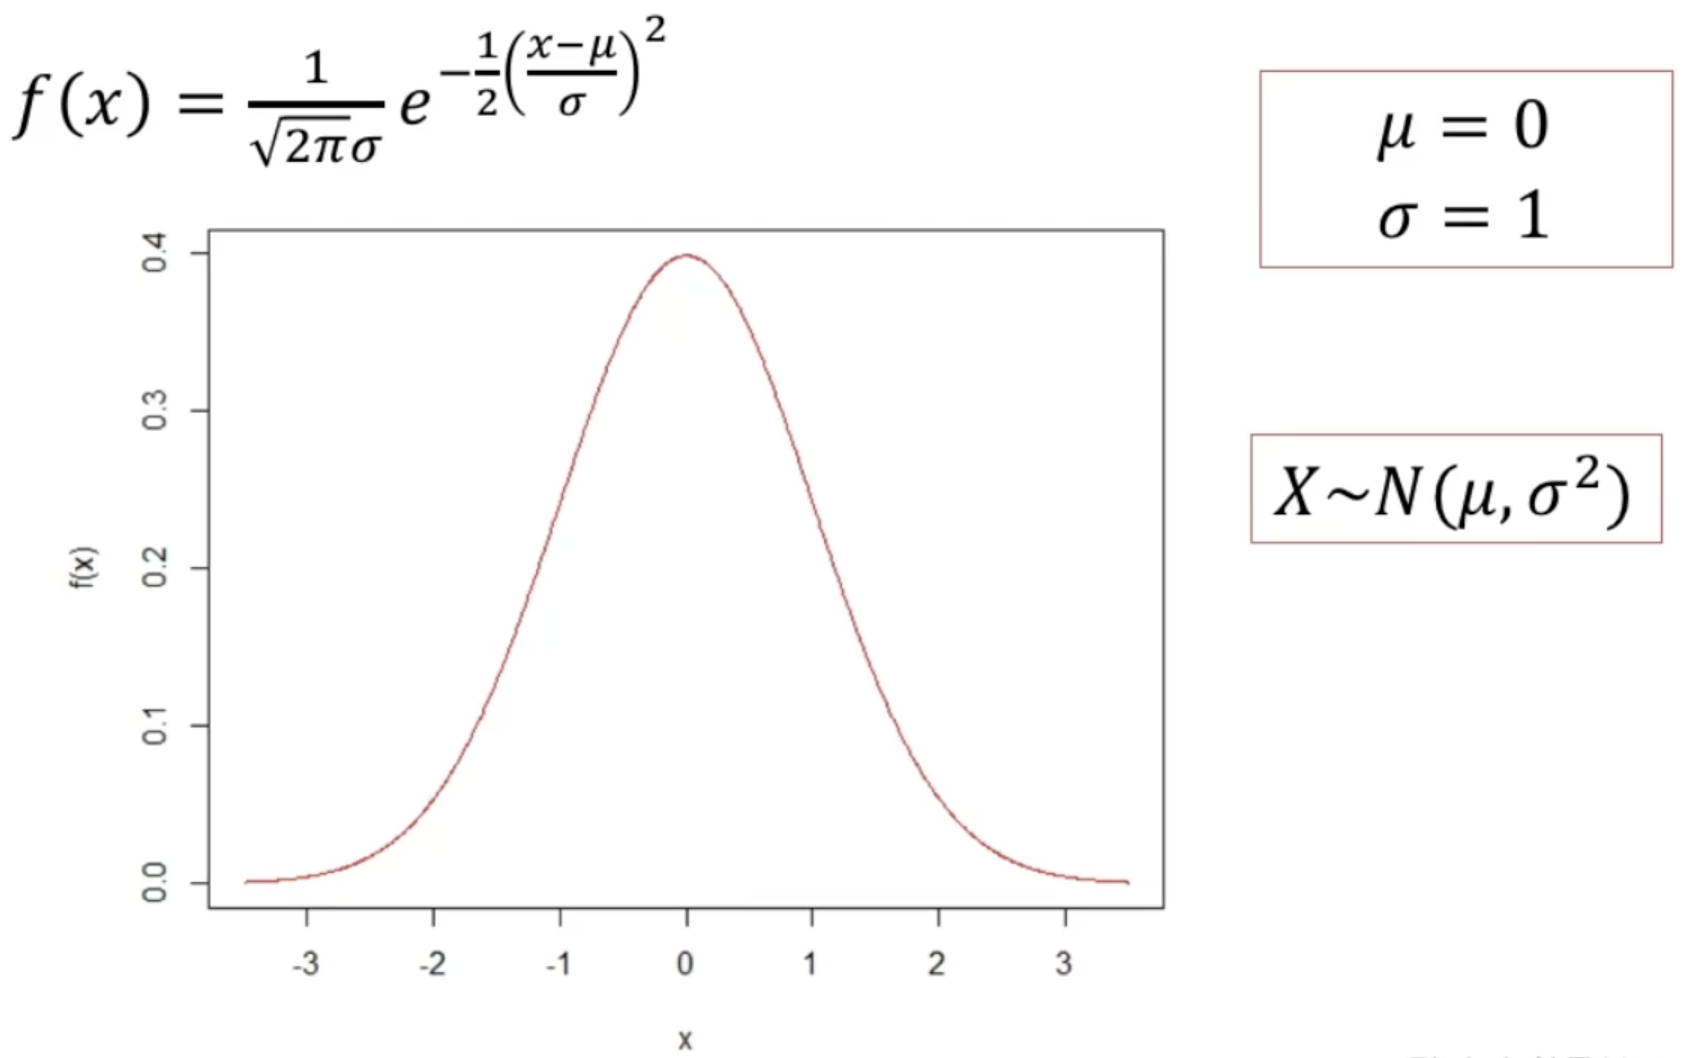 f(x) = 1/(√2π σ) e^(-1/2((x-μ)/σ)^2)
μ = 0
σ = 1
X~N(μ, σ²)
0.4
0.3
0.2
0.1
0.0
f(x)
-3 -2 -1 0 1 2 3
x